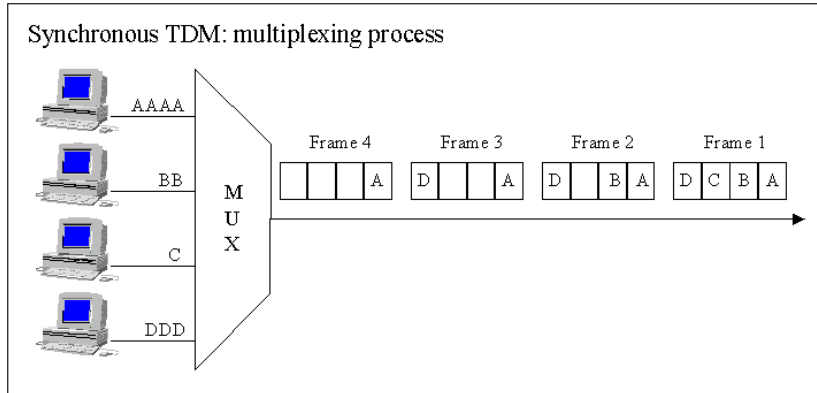 Synchronous TDM: multiplexing process
AAAA
BB
C
DDD
M
U
X
Frame 4 Frame 3 Frame 2 Frame 1
A D A D B A D C B A